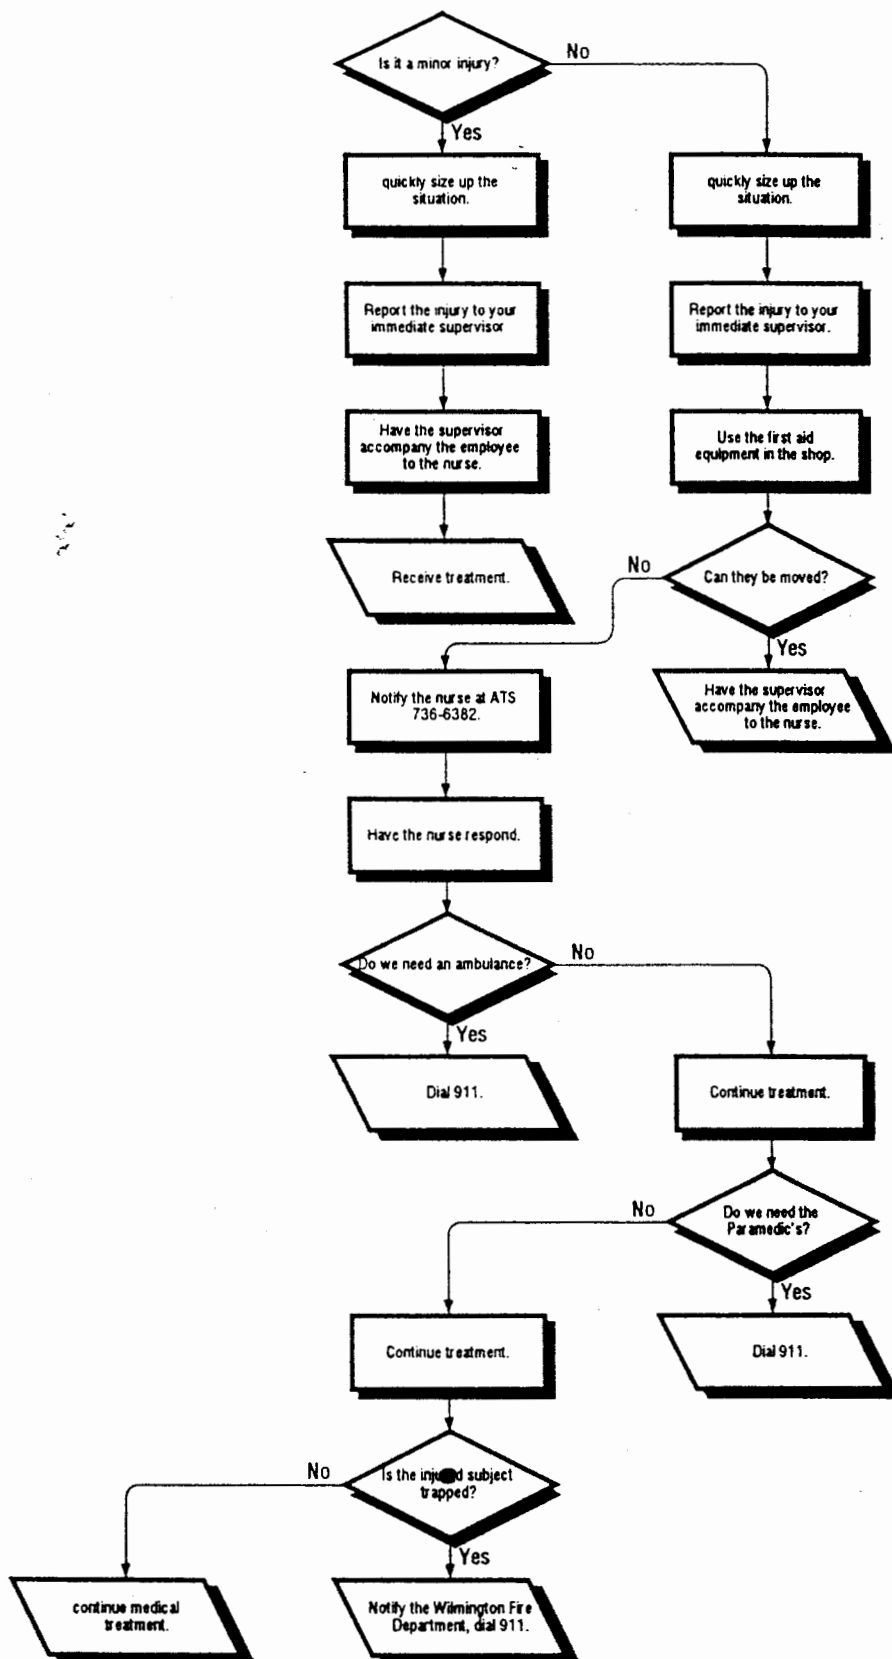 Is it a minor injury?
No
Yes
quickly size up the
situation.
quickly size up the
situation.
Report the injury to your
immediate supervisor
Report the injury to your
immediate supervisor.
Have the supervisor
accompany the employee
to the nurse.
Use the first aid
equipment in the shop.
Receive treatment.
No
Can they be moved?
Yes
Notify the nurse at ATS
736-6382.
Have the supervisor
accompany the employee
to the nurse.
Have the nurse respond.
Do we need an ambulance?
No
Yes
Dial 911.
Continue treatment.
No
Do we need the
Paramedic's?
Yes
Continue treatment.
Dial 911.
No
Is the injured subject
trapped?
Yes
continue medical
treatment.
Notify the Wilmington Fire
Department, dial 911.